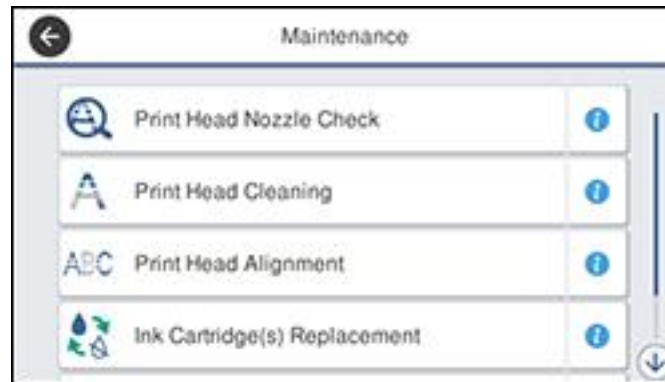 Maintenance
Print Head Nozzle Check
Print Head Cleaning
ABC Print Head Alignment
Ink Cartridge(s) Replacement